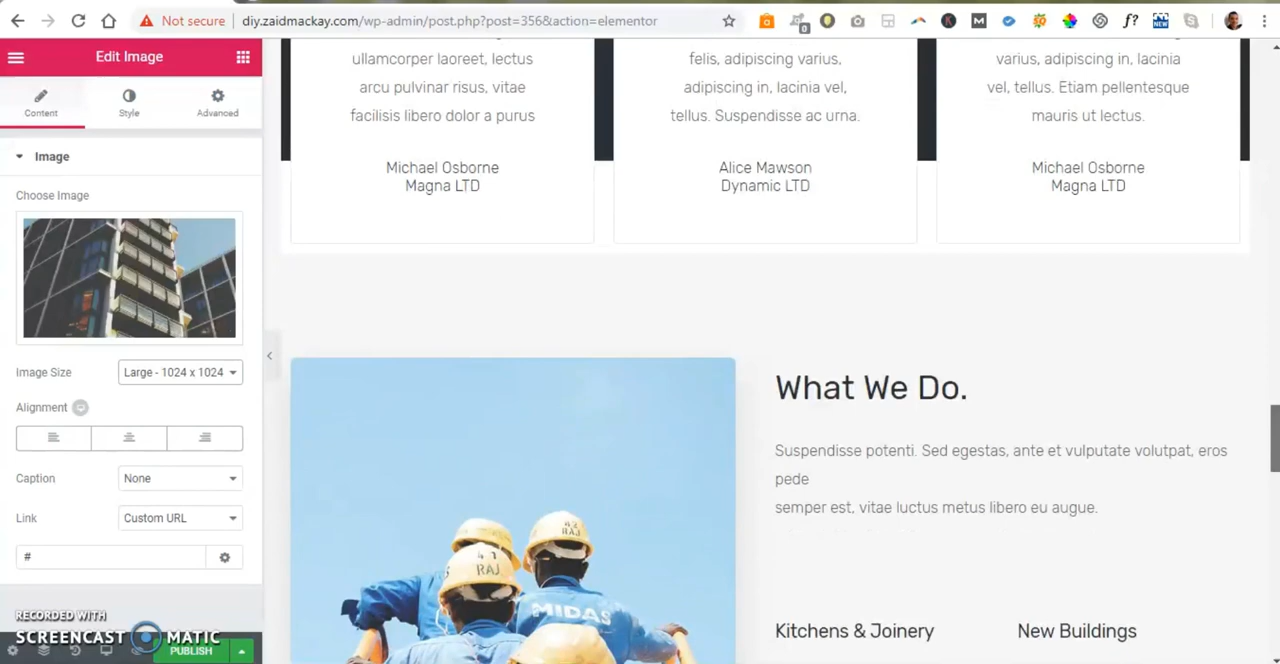 Not secure
diy.zaidmackay.com/wp-admin/post.php?post=356&action=elementor
0
K
M
f?
NEW
Edit Image
Content
Style
Advanced
Image
Choose Image
Image Size
Large - 1024 x 1024
Alignment
Caption
None
Link
Custom URL
#
RECORDED WITH
SCREENCAST MATIC
PUBLISH
ullamcorper laoreet, lectus
arcu pulvinar risus, vitae
facilisis libero dolor a purus
Michael Osborne
Magna LTD
felis, adipiscing varius,
adipiscing in, lacinia vel,
tellus. Suspendisse ac urna.
Alice Mawson
Dynamic LTD
varius, adipiscing in, lacinia
vel, tellus. Etiam pellentesque
mauris ut lectus.
Michael Osborne
Magna LTD
RAJ
42
RAJ
MIDAS
What We Do.
Suspendisse potenti. Sed egestas, ante et vulputate volutpat, eros
pede
semper est, vitae luctus metus libero eu augue.
Kitchens & Joinery
New Buildings